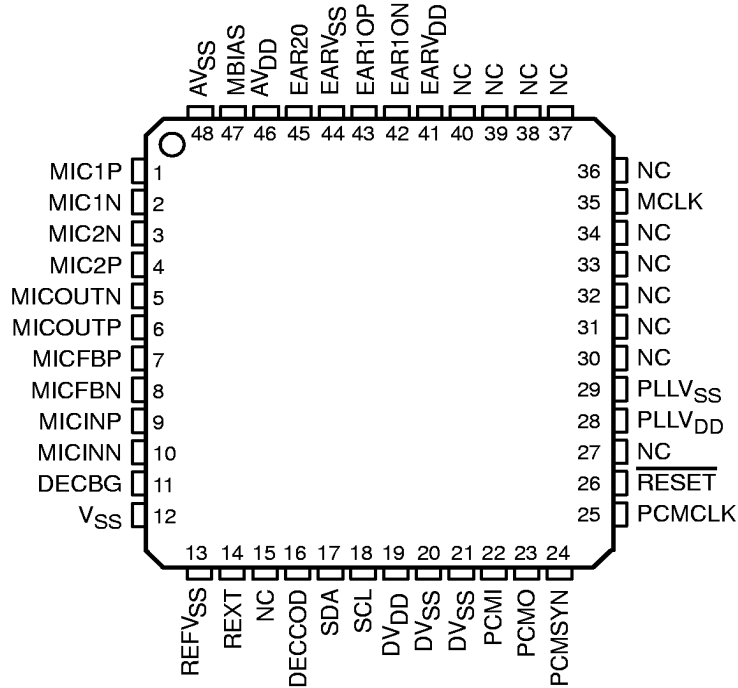 AVSS
MBIAS
AVDD
EAR20
EARVSS
EAR1OP
EAR1ON
EARVDD
NC
NC
NC
NC
48 47 46 45 44 43 42 41 40 39 38 37
MIC1P 1
MIC1N 2
MIC2N 3
MIC2P 4
MICOUTN 5
MICOUTP 6
MICFBP 7
MICFBN 8
MICINP 9
MICINN 10
DECBG 11
VSS 12
36 NC
35 MCLK
34 NC
33 NC
32 NC
31 NC
30 NC
29 PLLVSS
28 PLLVDD
27 NC
26 RESET
25 PCMCLK
13 14 15 16 17 18 19 20 21 22 23 24
REFVSS
REXT
NC
DECCOD
SDA
SCL
DVDD
DVSS
DVSS
PCMI
PCMO
PCMSYN